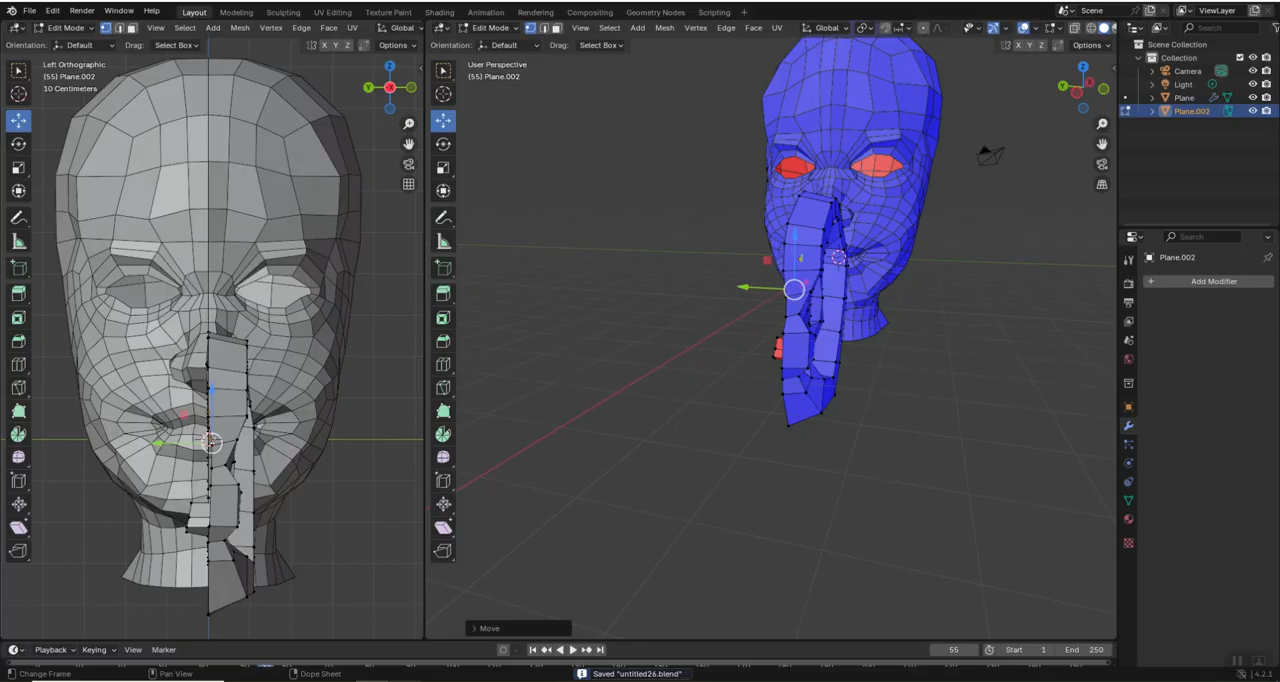 File Edit Render Window Help Layout Modeling Sculpting UV Editing Texture Paint Shading Animation Rendering Compositing Geometry Nodes Scripting + Scene ViewLayer
Edit Mode View Select Add Mesh Vertex Edge Face UV Global
Edit Mode View Select Add Mesh Vertex Edge Face UV Global
Search
Orientation: Default Drag: Select Box X Y Z Options
Orientation: Default Drag: Select Box X Y Z Options
Scene Collection
Collection
Camera
Light
Plane
Plane.002
Left Orthographic
(55) Plane.002
10 Centimeters
Z
Y
X
User Perspective
(55) Plane.002
Z
Y
X
Search
Plane.002
+ Add Modifier
> Move
Playback Keying View Marker 55 Start 1 End 250
Change Frame Pan View Dope Sheet Saved "untitled26.blend" 4.2.1